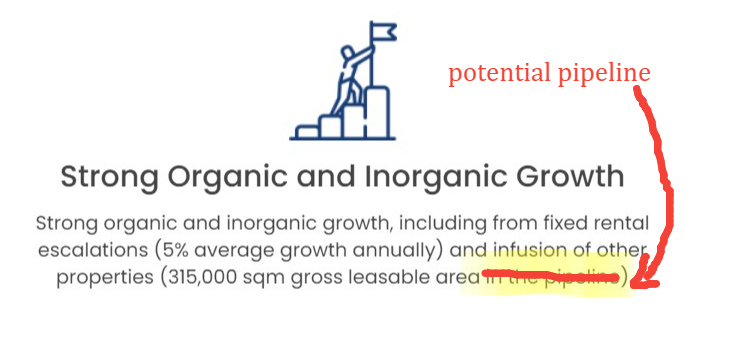 potential pipeline
Strong Organic and Inorganic Growth
Strong organic and inorganic growth, including from fixed rental
escalations (5% average growth annually) and infusion of other
properties (315,000 sqm gross leasable area in the pipeline)